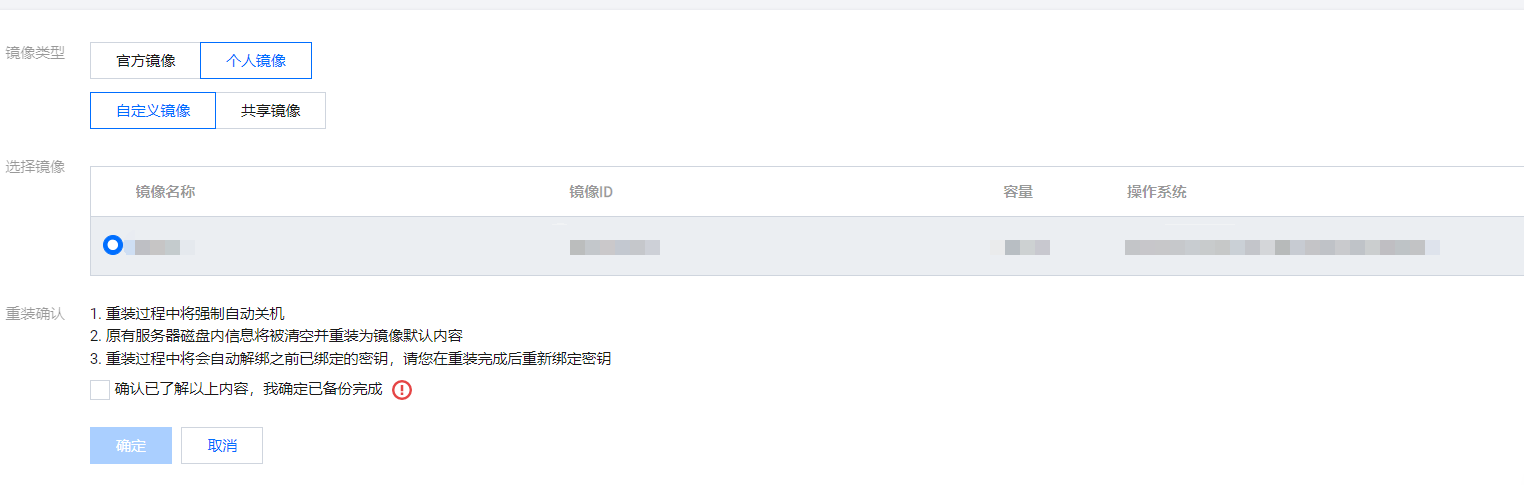 镜像类型 官方镜像 个人镜像
自定义镜像 共享镜像
选择镜像
镜像名称 镜像ID 容量 操作系统
重装确认 1. 重装过程中将强制自动关机
2. 原有服务器磁盘内信息将被清空并重装为镜像默认内容
3. 重装过程中将会自动解绑之前已绑定的密钥，请您在重装完成后重新绑定密钥
确认已了解以上内容，我确定已备份完成
确定 取消